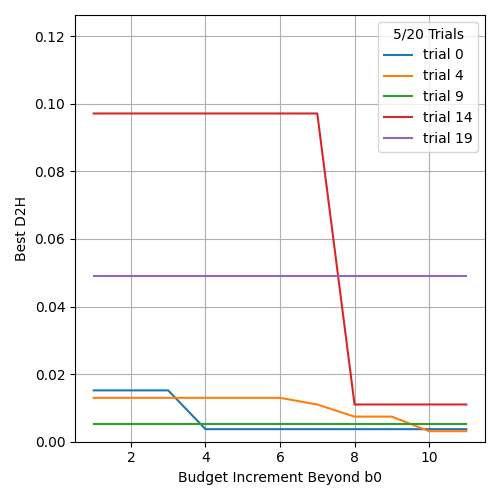 5/20 Trials
trial 0
trial 4
trial 9
trial 14
trial 19
0.12
0.10
0.08
0.06
0.04
0.02
0.00
Best D2H
2 4 6 8 10
Budget Increment Beyond b0